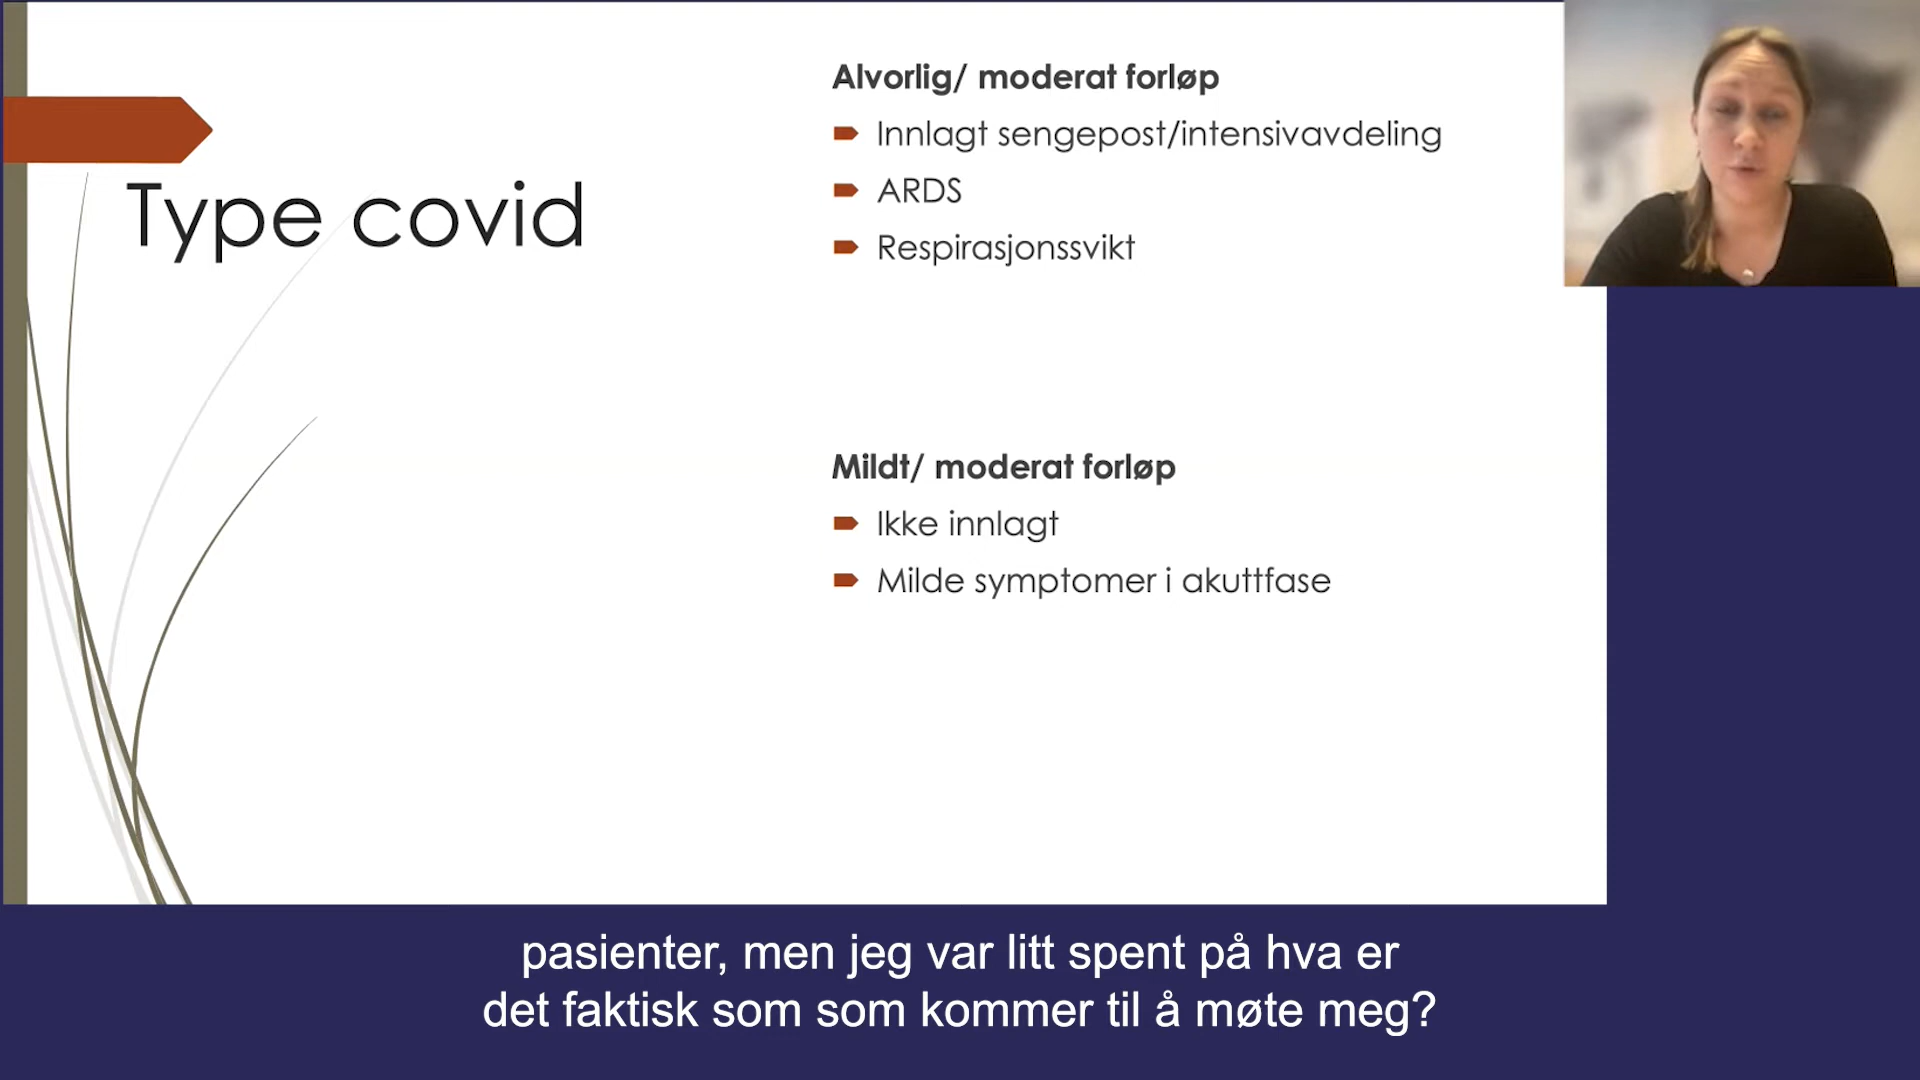 Type covid
Alvorlig/ moderat forløp
Innlagt sengepost/intensivavdeling
ARDS
Respirasjonssvikt
Mildt/ moderat forløp
Ikke innlagt
Milde symptomer i akuttfase
pasienter, men jeg var litt spent på hva er
det faktisk som som kommer til å møte meg?